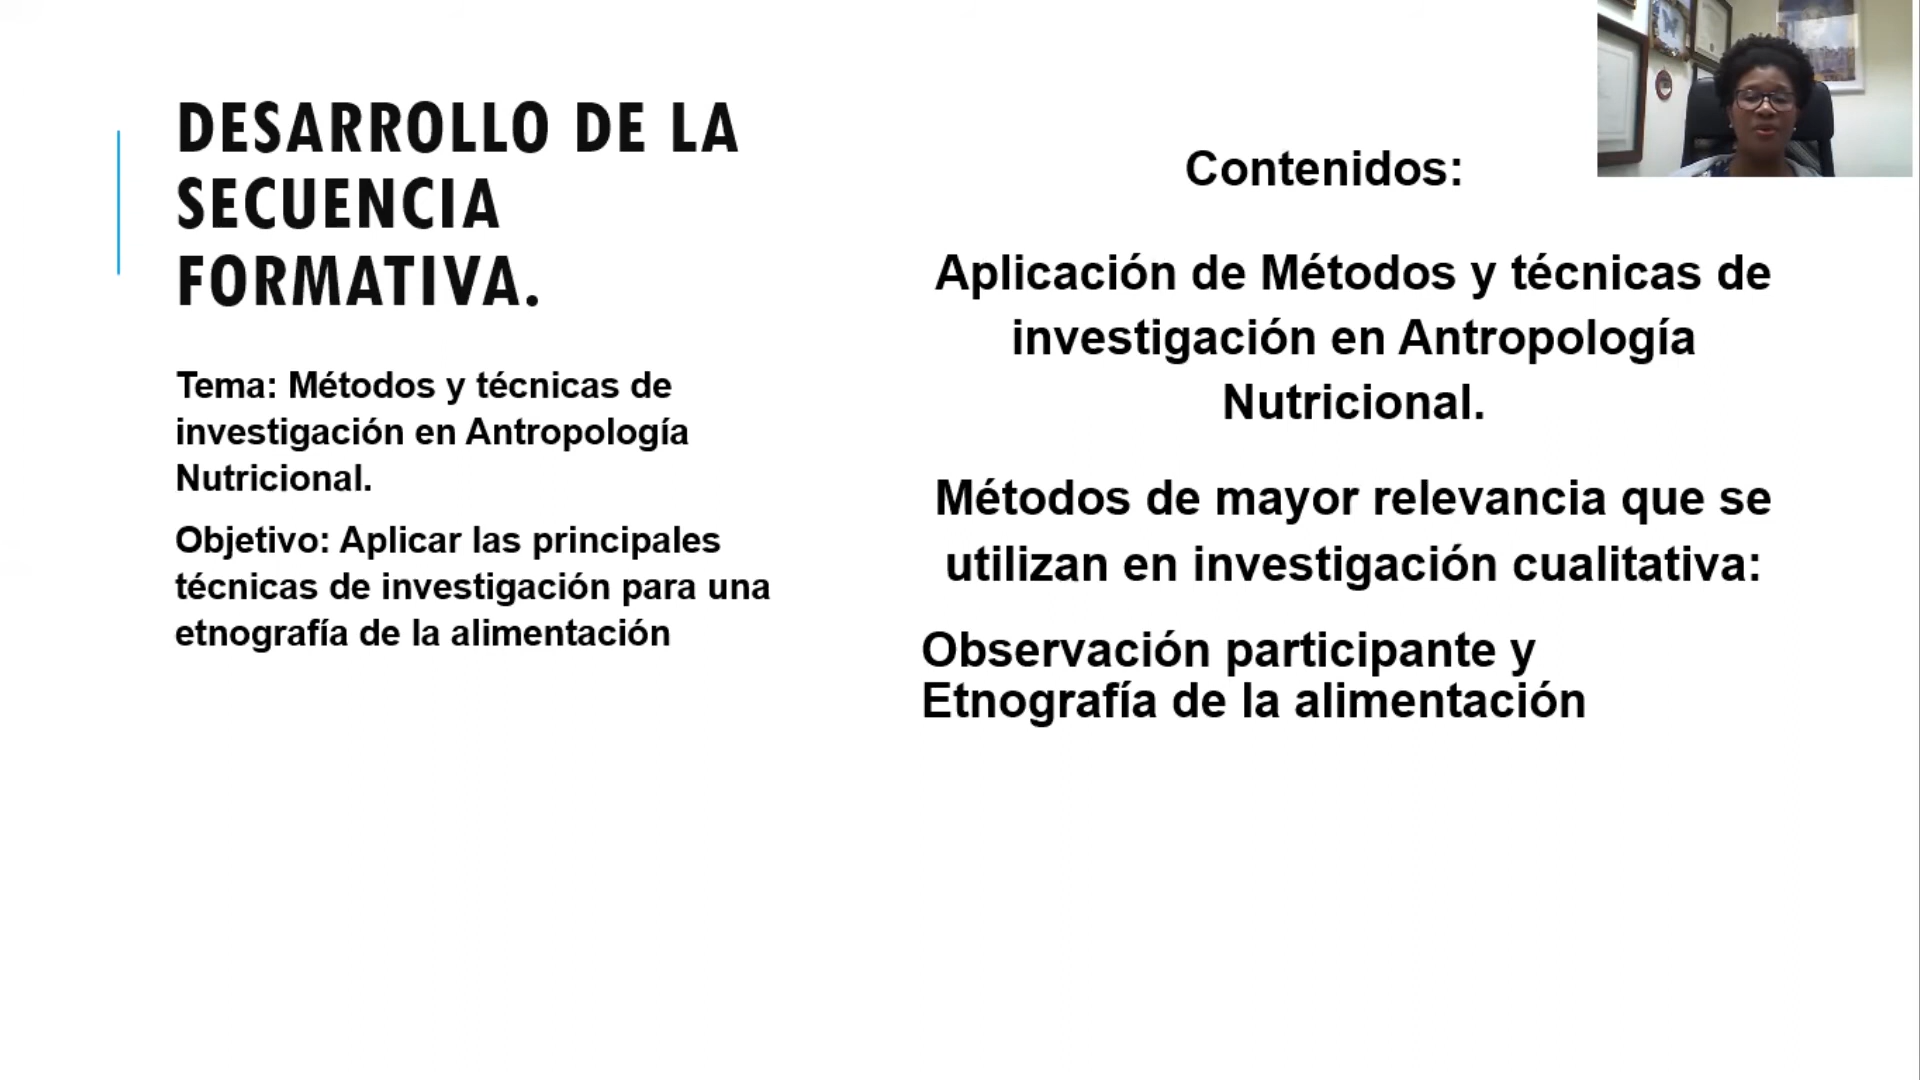 DESARROLLO DE LA
SECUENCIA
FORMATIVA.
Tema: Métodos y técnicas de
investigación en Antropología
Nutricional.
Objetivo: Aplicar las principales
técnicas de investigación para una
etnografía de la alimentación
Contenidos:
Aplicación de Métodos y técnicas de
investigación en Antropología
Nutricional.
Métodos de mayor relevancia que se
utilizan en investigación cualitativa:
Observación participante y
Etnografía de la alimentación